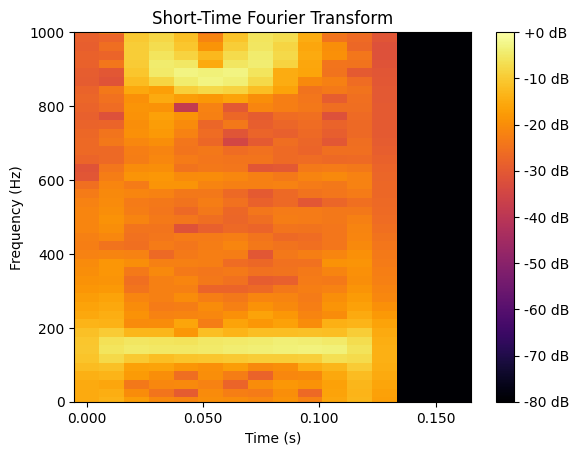 Short-Time Fourier Transform
1000
800
600
400
200
0
Frequency (Hz)
0.000
0.050
0.100
0.150
Time (s)
+0 dB
-10 dB
-20 dB
-30 dB
-40 dB
-50 dB
-60 dB
-70 dB
-80 dB